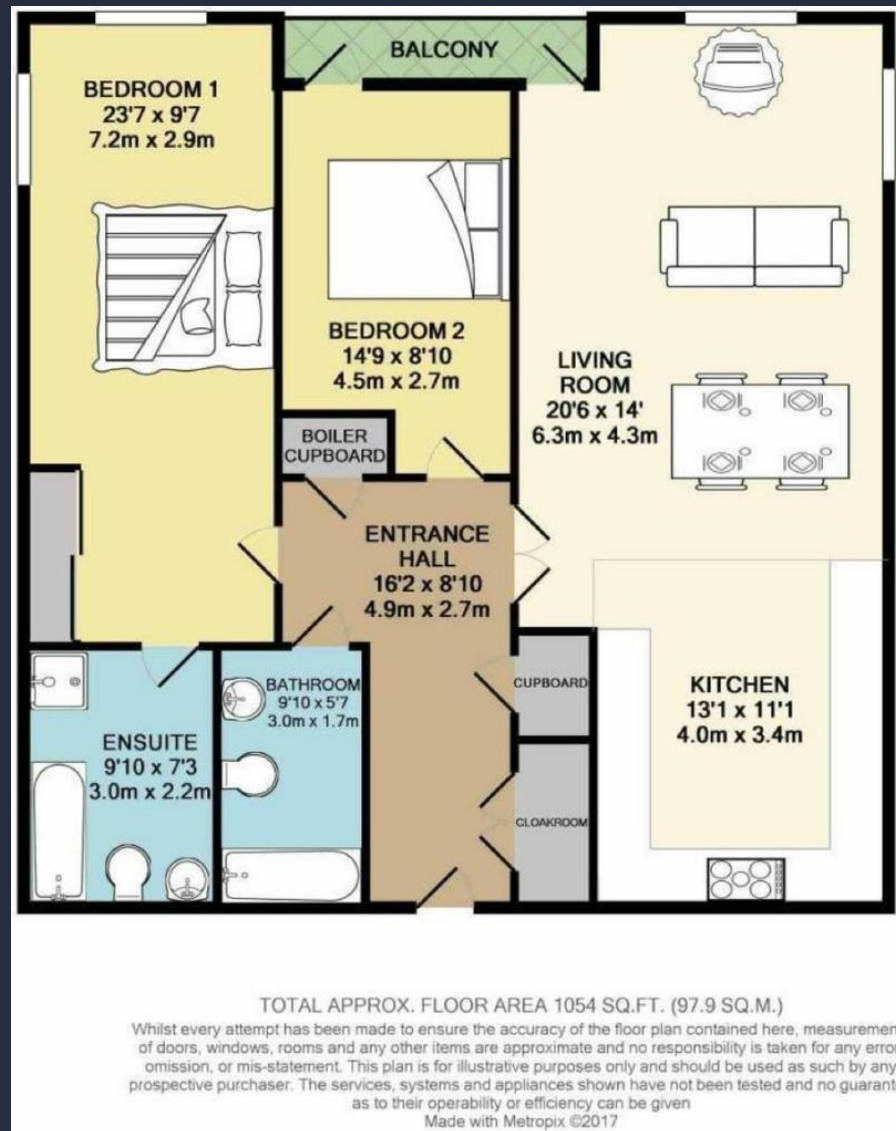 BALCONY
BEDROOM 1
23'7 x 9'7
7.2m x 2.9m
BEDROOM 2
14'9 x 8'10
4.5m x 2.7m
LIVING
ROOM
20'6 x 14'
6.3m x 4.3m
BOILER
CUPBOARD
ENTRANCE
HALL
16'2 x 8'10
4.9m x 2.7m
BATHROOM
9'10 x 5'7
3.0m x 1.7m
CUPBOARD
KITCHEN
13'1 x 11'1
4.0m x 3.4m
ENSUITE
9'10 x 7'3
3.0m x 2.2m
CLOAKROOM
TOTAL APPROX. FLOOR AREA 1054 SQ.FT. (97.9 SQ.M.)
Whilst every attempt has been made to ensure the accuracy of the floor plan contained here, measuremen
of doors, windows, rooms and any other items are approximate and no responsibility is taken for any erro
omission, or mis-statement. This plan is for illustrative purposes only and should be used as such by any
prospective purchaser. The services, systems and appliances shown have not been tested and no guarant
as to their operability or efficiency can be given
Made with Metropix ©2017